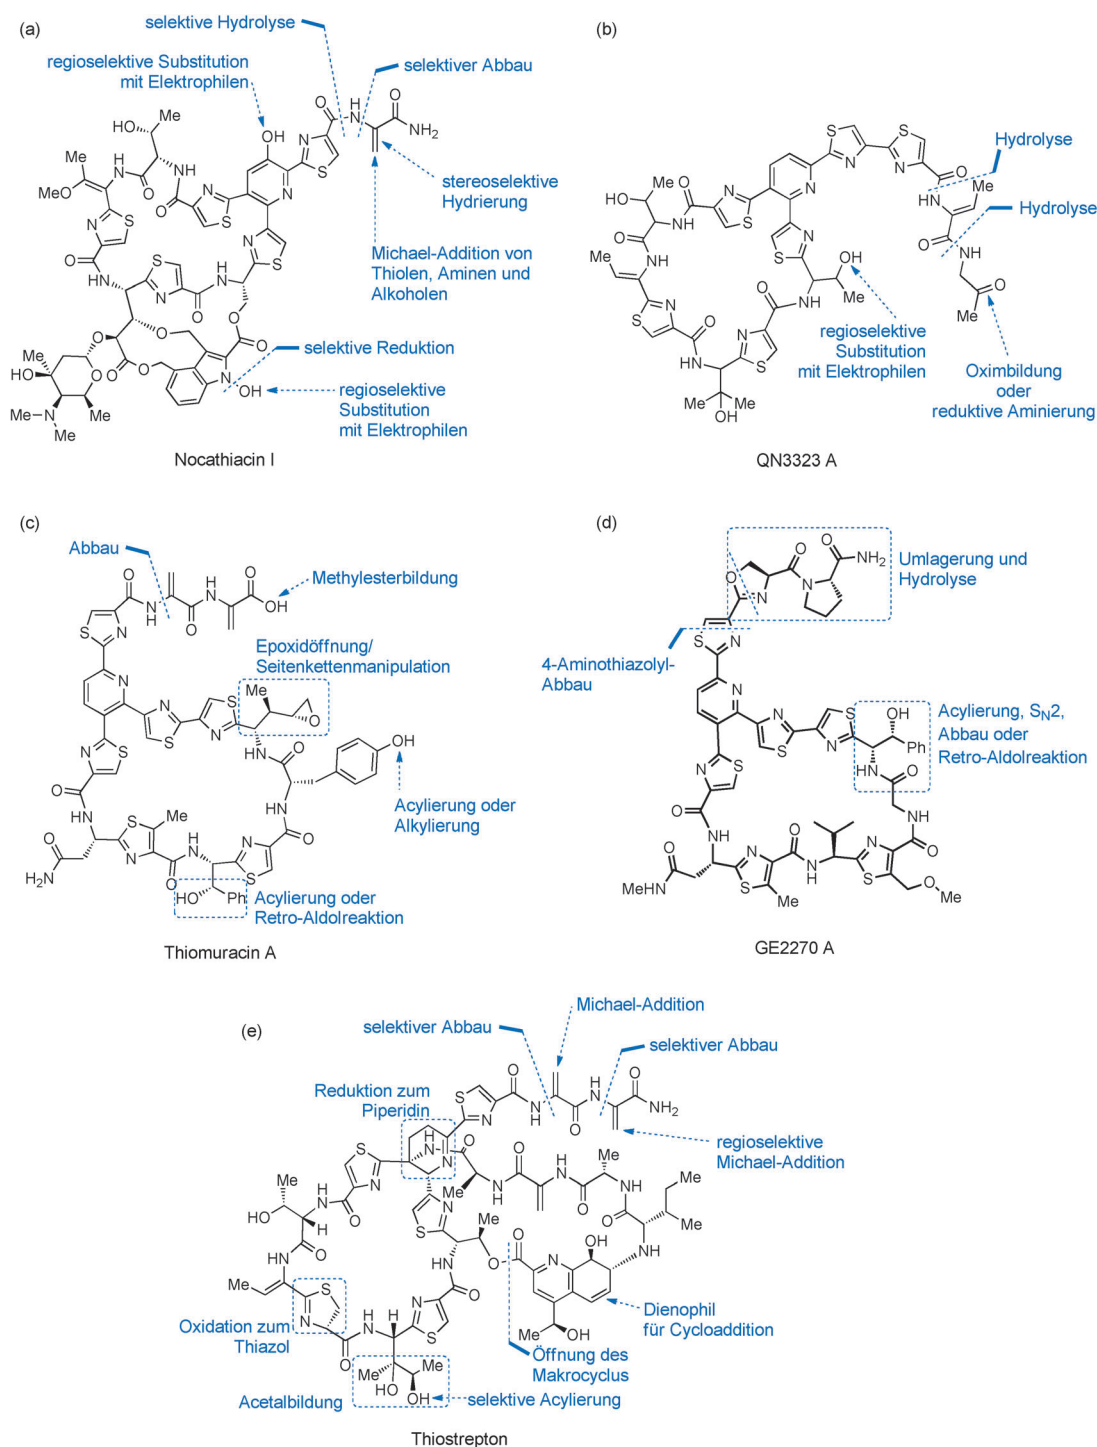 (a)
selektive Hydrolyse
regioselektive Substitution
mit Elektrophilen
selektiver Abbau
stereoselektive
Hydrierung
Michael-Addition von
Thiolen, Aminen und
Alkoholen
selektive Reduktion
regioselektive
Substitution
mit Elektrophilen
Nocathiacin I
(b)
Hydrolyse
Hydrolyse
regioselektive
Substitution
mit Elektrophilen
Oximbildung
oder
reduktive Aminierung
QN3323 A
(c)
Abbau
Methylesterbildung
Epoxidöffnung/
Seitenkettenmanipulation
Acylierung oder
Alkylierung
Acylierung oder
Retro-Aldolreaktion
Thiomuracin A
(d)
Umlagerung und
Hydrolyse
4-Aminothiazolyl-
Abbau
Acylierung, SN2,
Abbau oder
Retro-Aldolreaktion
GE2270 A
(e)
Michael-Addition
selektiver Abbau
selektiver Abbau
Reduktion zum
Piperidin
regioselektive
Michael-Addition
Oxidation zum
Thiazol
Dienophil
für Cycloaddition
Öffnung des
Makrocyclus
Acetalbildung
selektive Acylierung
Thiostrepton